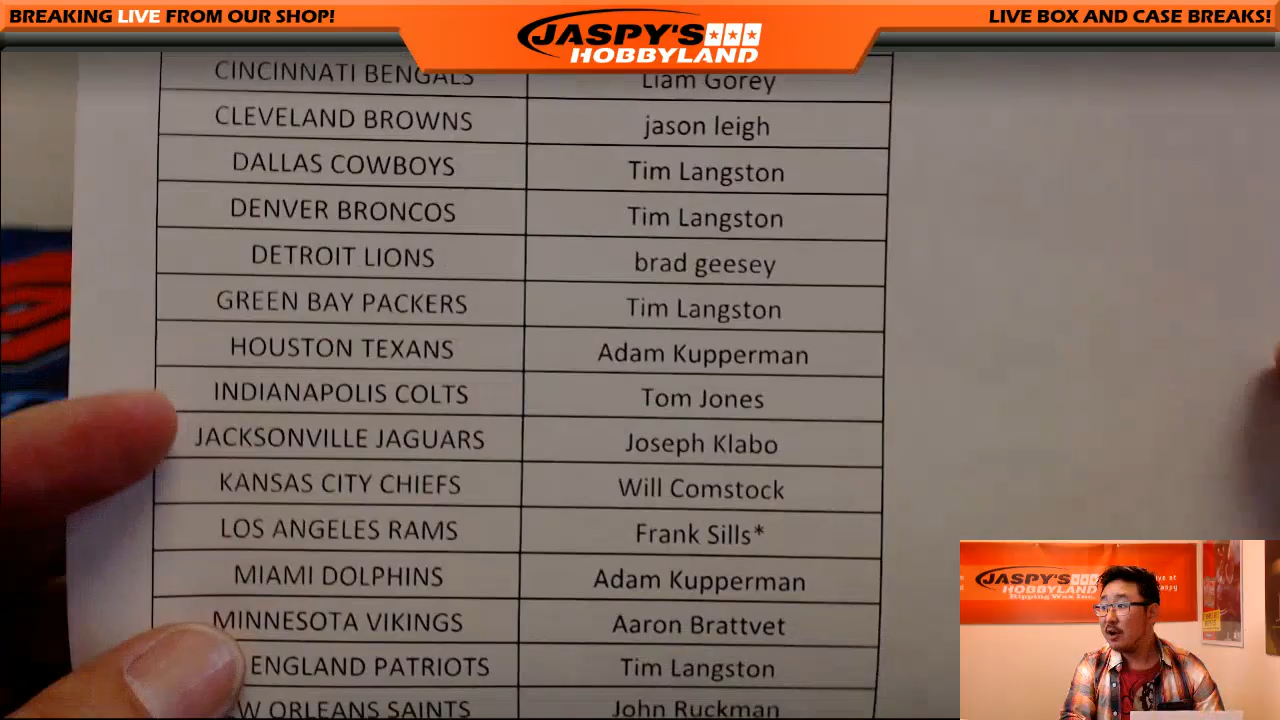 BREAKING LIVE FROM OUR SHOP!
JASPY'S
HOBBYLAND
LIVE BOX AND CASE BREAKS!
CINCINNATI BENGALS Liam Gorey
CLEVELAND BROWNS jason leigh
DALLAS COWBOYS Tim Langston
DENVER BRONCOS Tim Langston
DETROIT LIONS brad geesey
GREEN BAY PACKERS Tim Langston
HOUSTON TEXANS Adam Kupperman
INDIANAPOLIS COLTS Tom Jones
JACKSONVILLE JAGUARS Joseph Klabo
KANSAS CITY CHIEFS Will Comstock
LOS ANGELES RAMS Frank Sills*
MIAMI DOLPHINS Adam Kupperman
MINNESOTA VIKINGS Aaron Brattvet
ENGLAND PATRIOTS Tim Langston
EW ORLEANS SAINTS John Ruckman
JASPY'S
HOBBYLAND
Ripping Wax Inc.